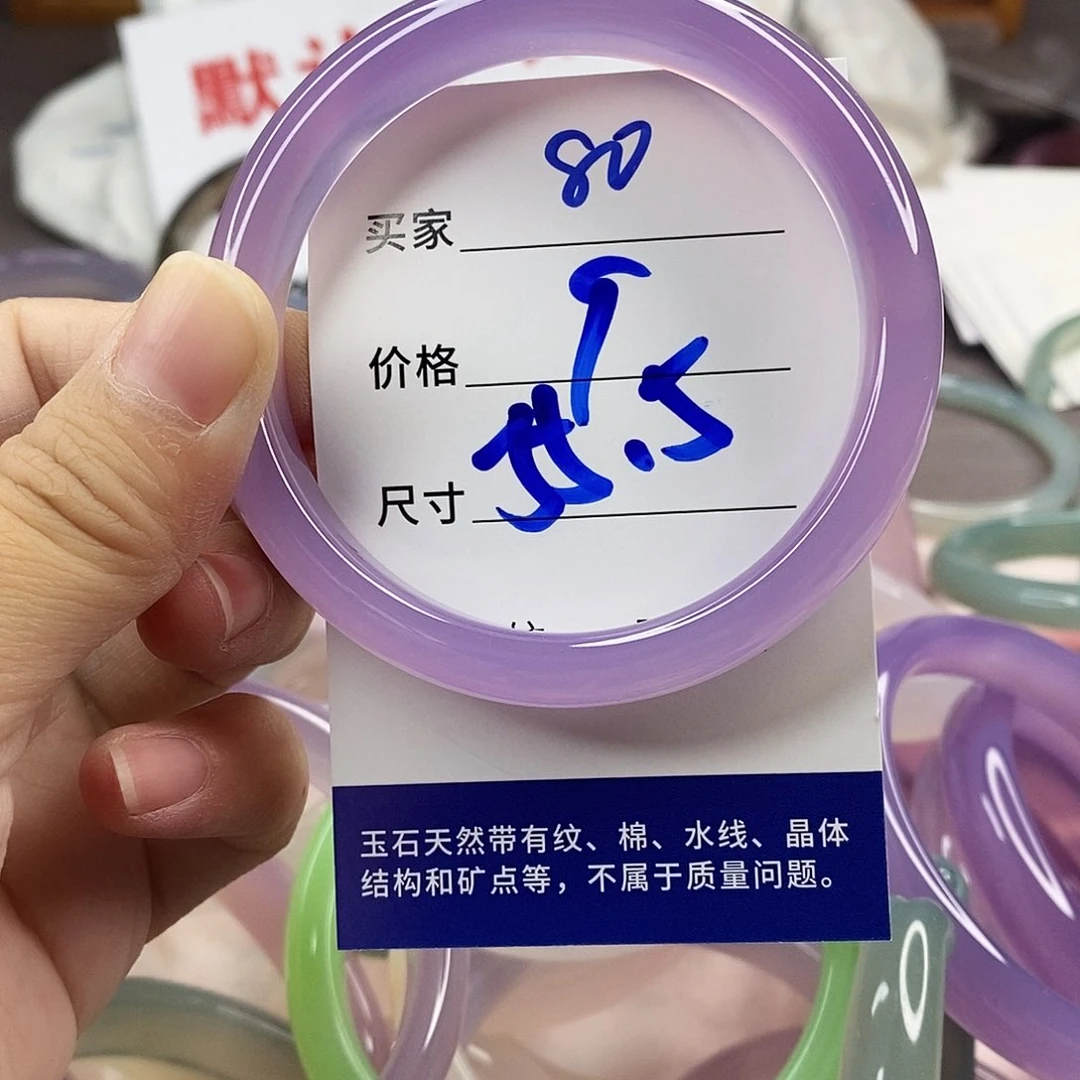 默
80
买家
价格
尺寸
玉石天然带有纹、棉、水线、晶体
结构和矿点等，不属于质量问题。